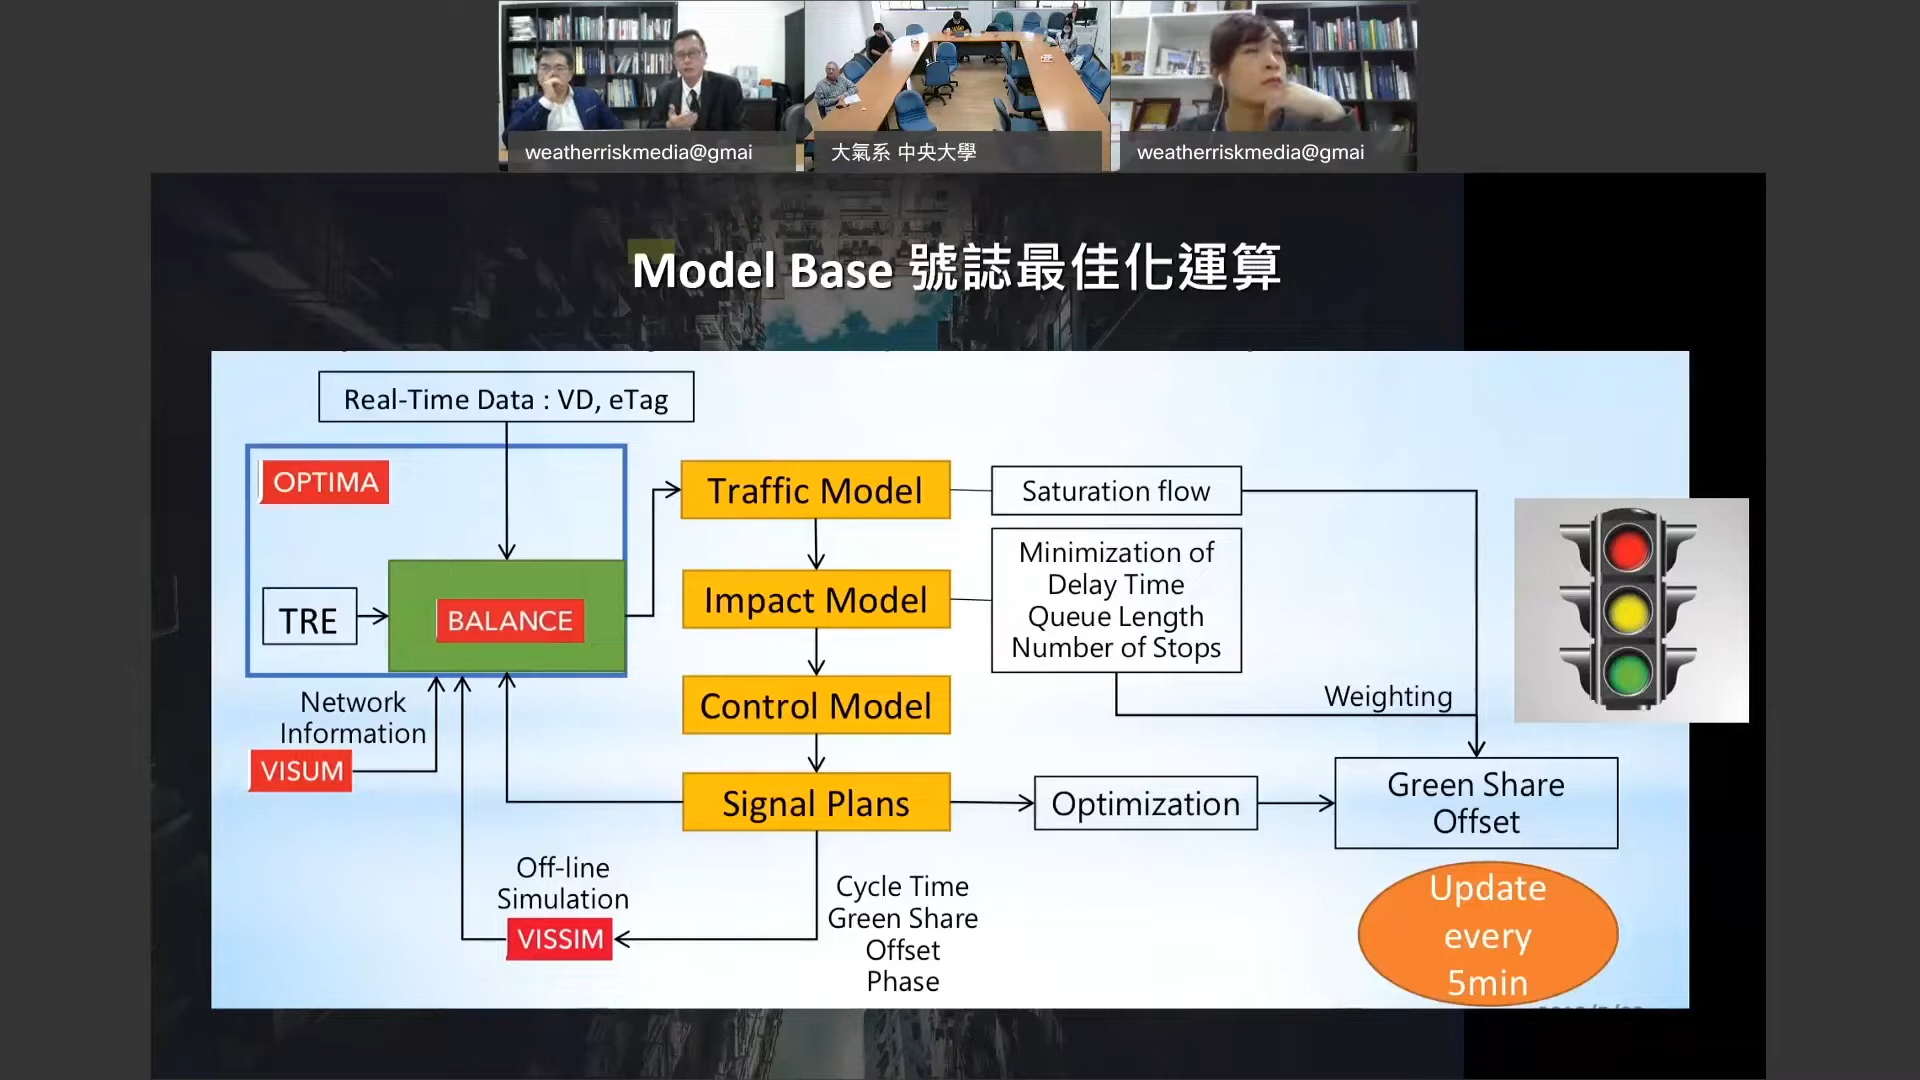 weatherriskmedia@gmai
大氣系 中央大學
weatherriskmedia@gmai
Model Base 號誌最佳化運算
Real-Time Data : VD, eTag
OPTIMA
TRE
BALANCE
Network
Information
VISUM
Traffic Model
Saturation flow
Impact Model
Minimization of
Delay Time
Queue Length
Number of Stops
Control Model
Weighting
Signal Plans
Optimization
Green Share
Offset
Off-line
Simulation
VISSIM
Cycle Time
Green Share
Offset
Phase
Update
every
5min